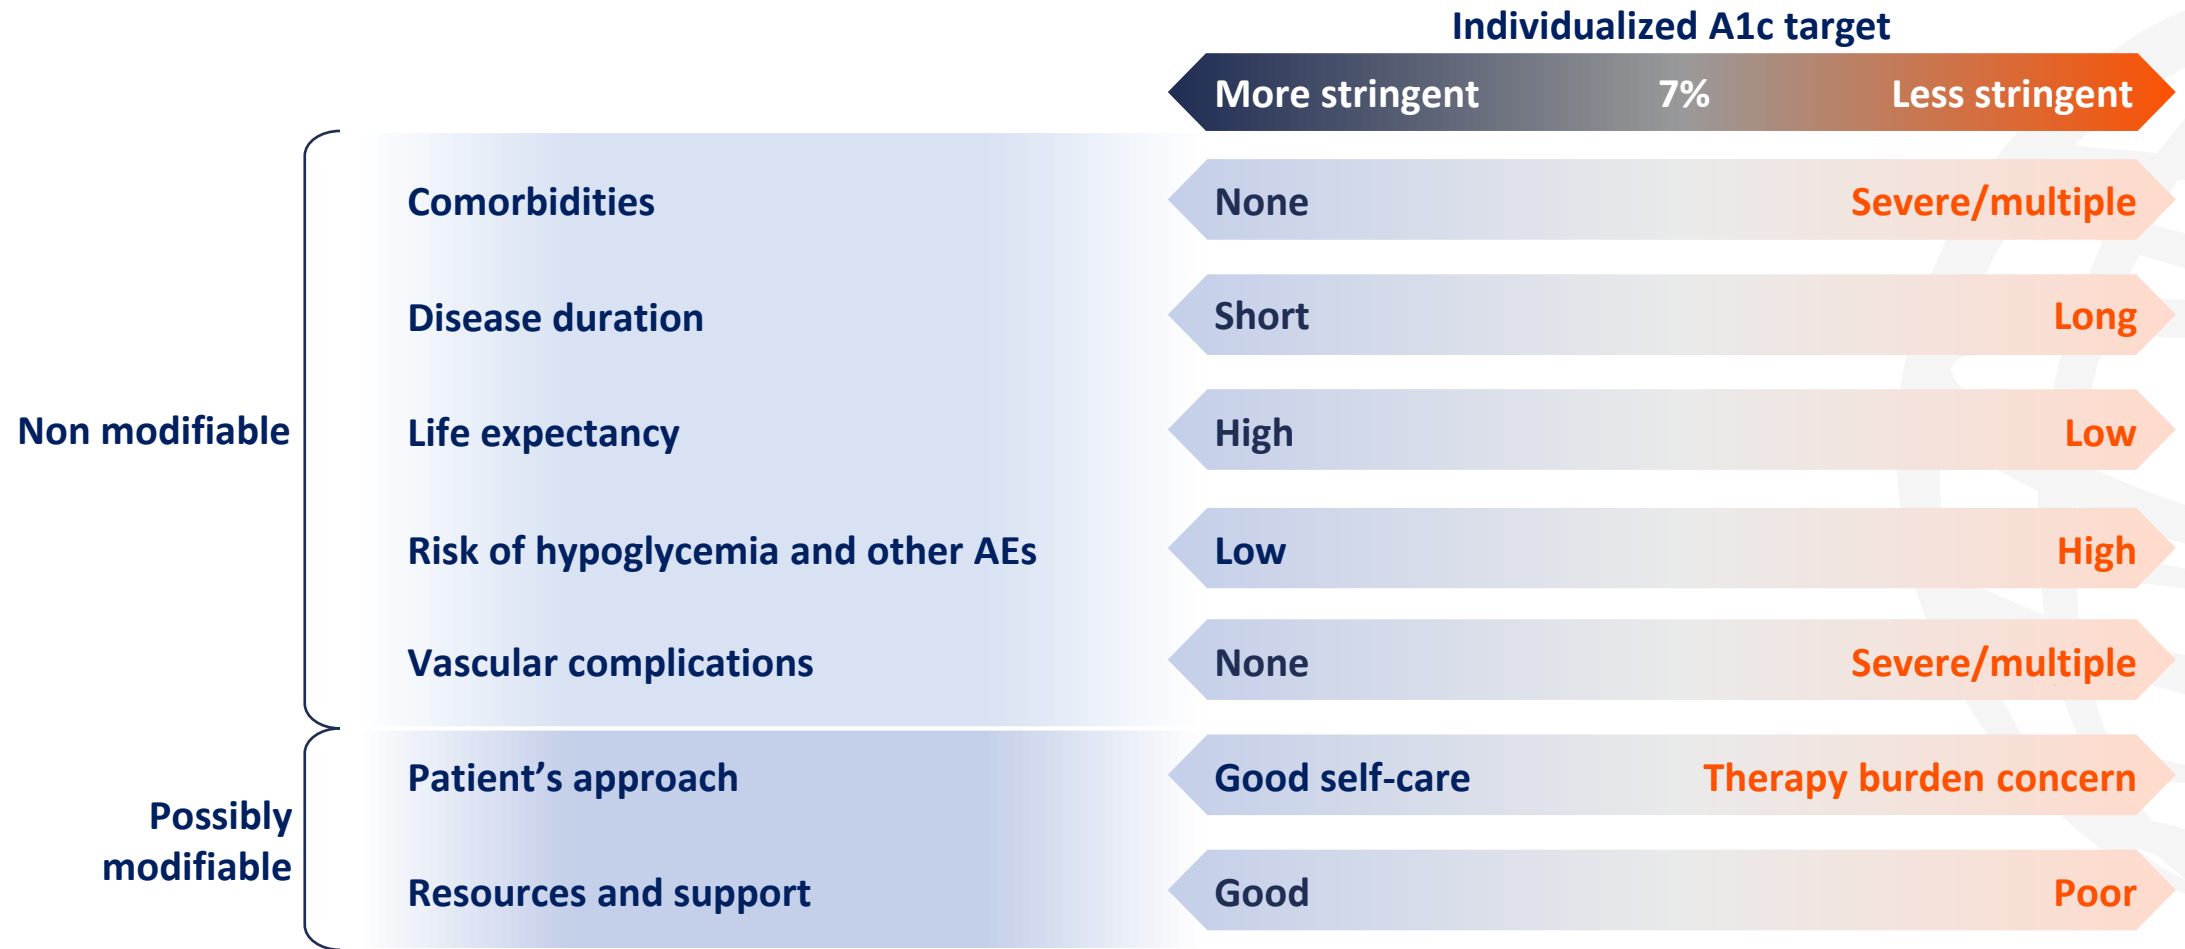 Individualized A1c target
More stringent 7% Less stringent
Comorbidities None Severe/multiple
Disease duration Short Long
Non modifiable Life expectancy High Low
Risk of hypoglycemia and other AEs Low High
Vascular complications None Severe/multiple
Patient’s approach Good self-care Therapy burden concern
Possibly
modifiable
Resources and support Good Poor